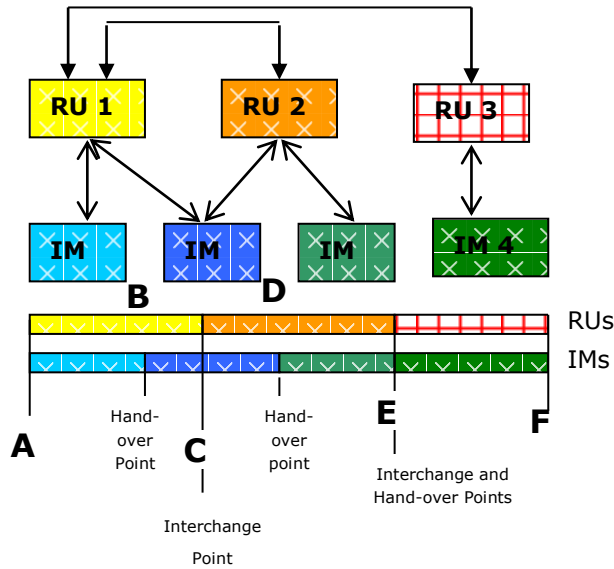 RU 1
RU 2
RU 3
IM
IM
IM
IM 4
B
D
RUs
IMs
A
Hand-
over
Point
C
Hand-
over
point
E
F
Interchange and
Hand-over Points
Interchange
Point